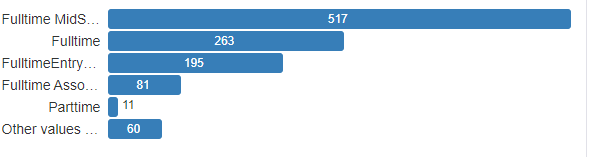 Fulltime MidS... 517
Fulltime 263
FulltimeEntry... 195
Fulltime Asso... 81
Parttime 11
Other values ... 60